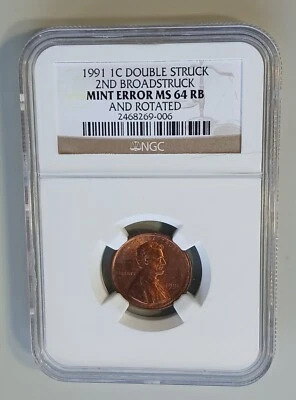 1991 1C DOUBLE STRUCK
2ND BROADSTRUCK
MINT ERROR MS 64 RB
AND ROTATED
2468269-006
NGC